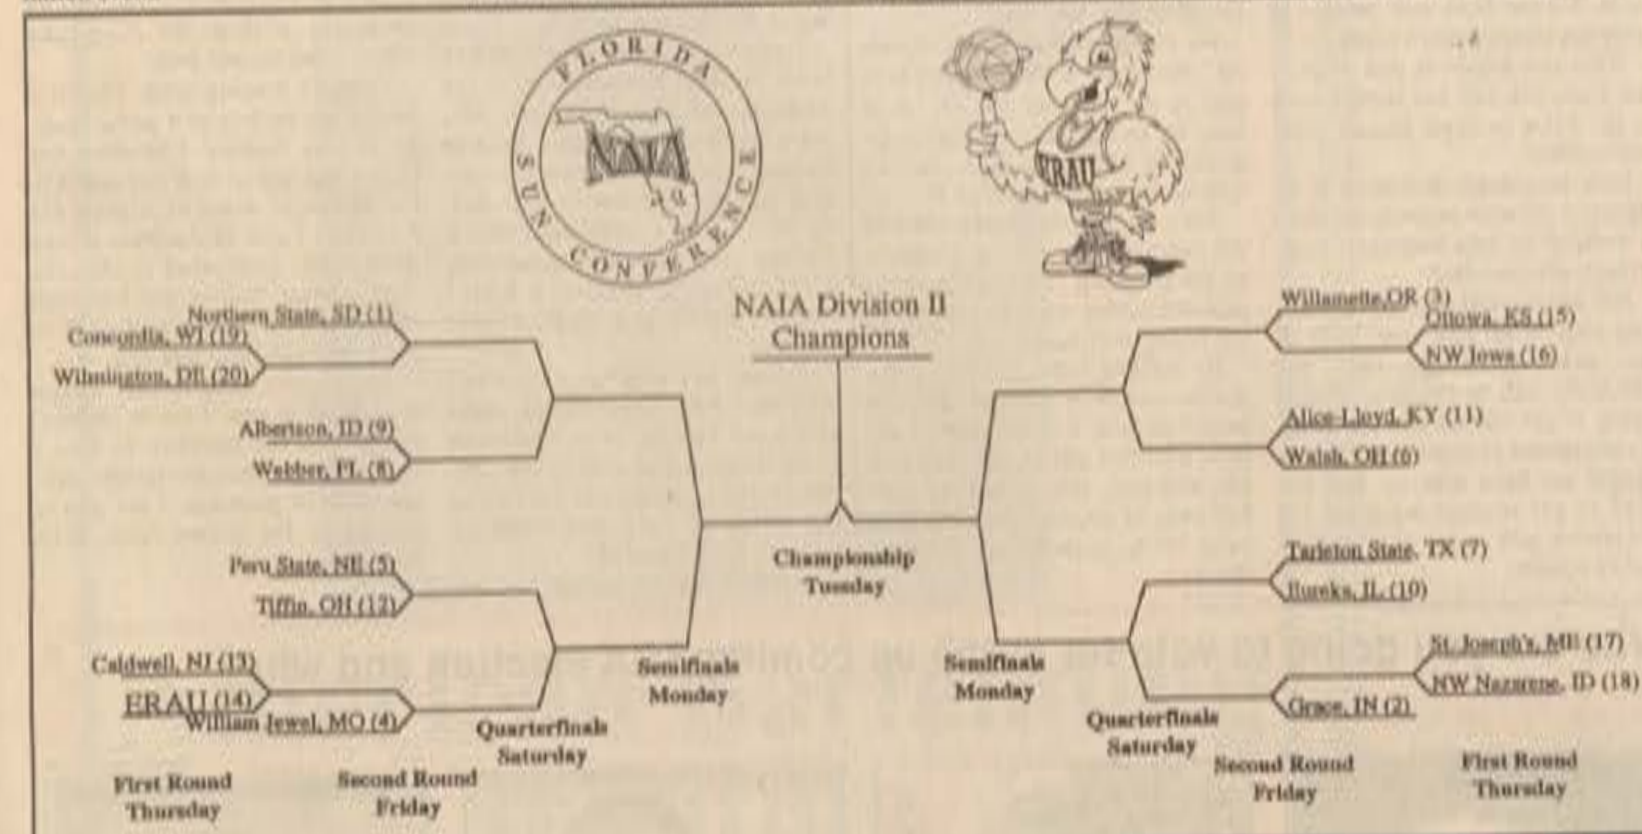 FLORIDA
SUN CONFERENCE
NAIA
ERAU
NAIA Division II
Champions
Northern State, SD (1)
Concordia, WI (19)
Wilmington, DE (20)
Albertson, ID (9)
Webber, FL (8)
Peru State, NE (5)
Tiffin, OH (12)
Caldwell, NJ (13)
ERAU (14)
William Jewel, MO (4)
First Round
Thursday
Second Round
Friday
Quarterfinals
Saturday
Semifinals
Monday
Championship
Tuesday
Semifinals
Monday
Quarterfinals
Saturday
Second Round
Friday
First Round
Thursday
Willamette, OR (3)
Ottowa, KS (15)
NW Iowa (16)
Alice-Lloyd, KY (11)
Walsh, OH (6)
Tarleton State, TX (7)
Eureka, IL (10)
St. Joseph's, ME (17)
NW Nazarene, ID (18)
Grace, IN (2)